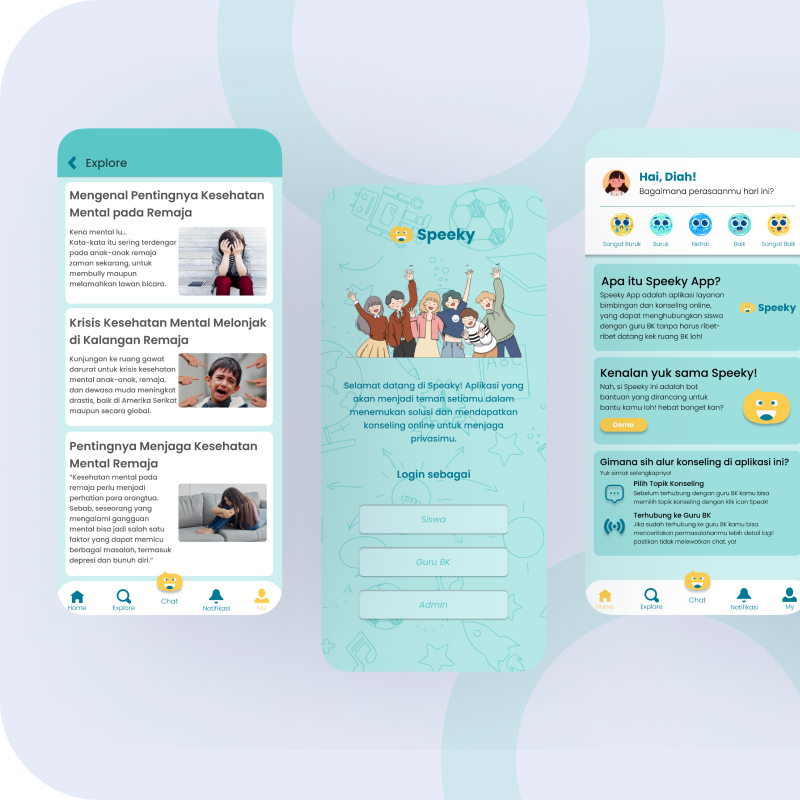 Explore
Mengenal Pentingnya Kesehatan
Mental pada Remaja
Kena mental lu...
Kata-kata itu sering terdengar
pada anak-anak remaja
zaman sekarang, untuk
membully maupun
melamahkan lawan bicara.
Krisis Kesehatan Mental Melonjak
di Kalangan Remaja
Kunjungan ke ruang gawat
darurat untuk krisis kesehatan
mental anak-anak, remaja,
dan dewasa muda meningkat
drastis, baik di Amerika Serikat
maupun secara global.
Pentingnya Menjaga Kesehatan
Mental Remaja
"Kesehatan mental pada
remaja perlu menjadi
perhatian para orangtua.
Sebab, seseorang yang
mengalami gangguan
mental bisa jadi salah satu
faktor yang dapat memicu
berbagai masalah, termasuk
depresi dan bunuh diri."
Home
Explore
Chat
Notifikasi
My
Speeky
ABC
Selamat datang di Speaky! Aplikasi yang
akan menjadi teman setiamu dalam
menemukan solusi dan mendapatkan
konseling online untuk menjaga
privasimu.
Login sebagai
Siswa
Guru BK
Admin
Hai, Diah!
Bagaimana perasaanmu hari ini?
Sangat Buruk
Buruk
Netral
Baik
Sangat Baik
Apa itu Speeky App?
Speeky App adalah aplikasi layanan
bimbingan dan konseling online,
yang dapat menghubungkan siswa
dengan guru BK tanpa harus ribet-
ribet datang kek ruang BK loh!
Speeky
Kenalan yuk sama Speeky!
Nah, si Speeky ini adalah bot
bantuan yang dirancang untuk
bantu kamu loh! hebat banget kan?
Demo
Gimana sih alur konseling di aplikasi ini?
Yuk simak selengkapnya!
Pilih Topik Konseling
Sebelum terhubung dengan guru BK kamu bisa
memilih topik konseling dengan klik icon Speak!
Terhubung ke Guru BK
Jika sudah terhubung ke guru BK kamu bisa
menceritakan permasalahanmu lebih detail lagi!
pastikan tidak melewatkan chat, ya!
Home
Explore
Chat
Notifikasi
My